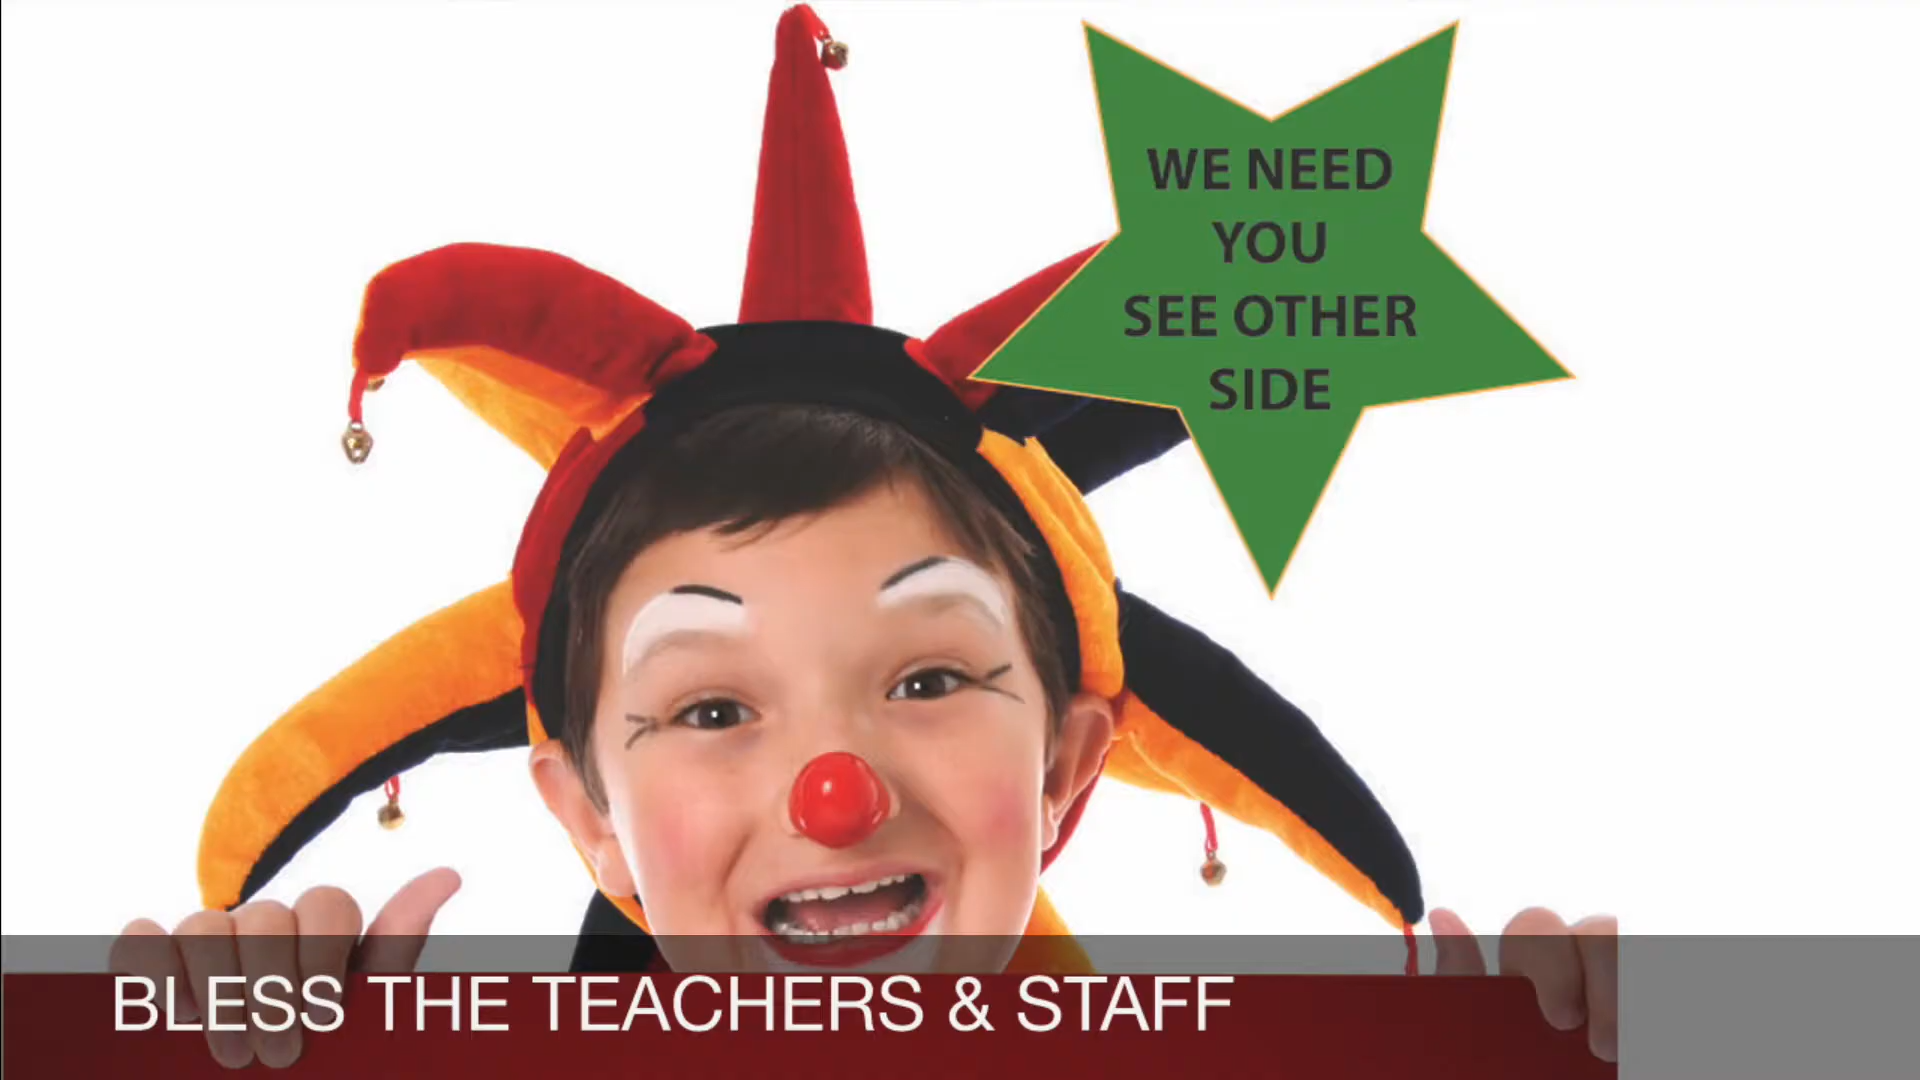 WE NEED
YOU
SEE OTHER
SIDE
BLESS THE TEACHERS & STAFF